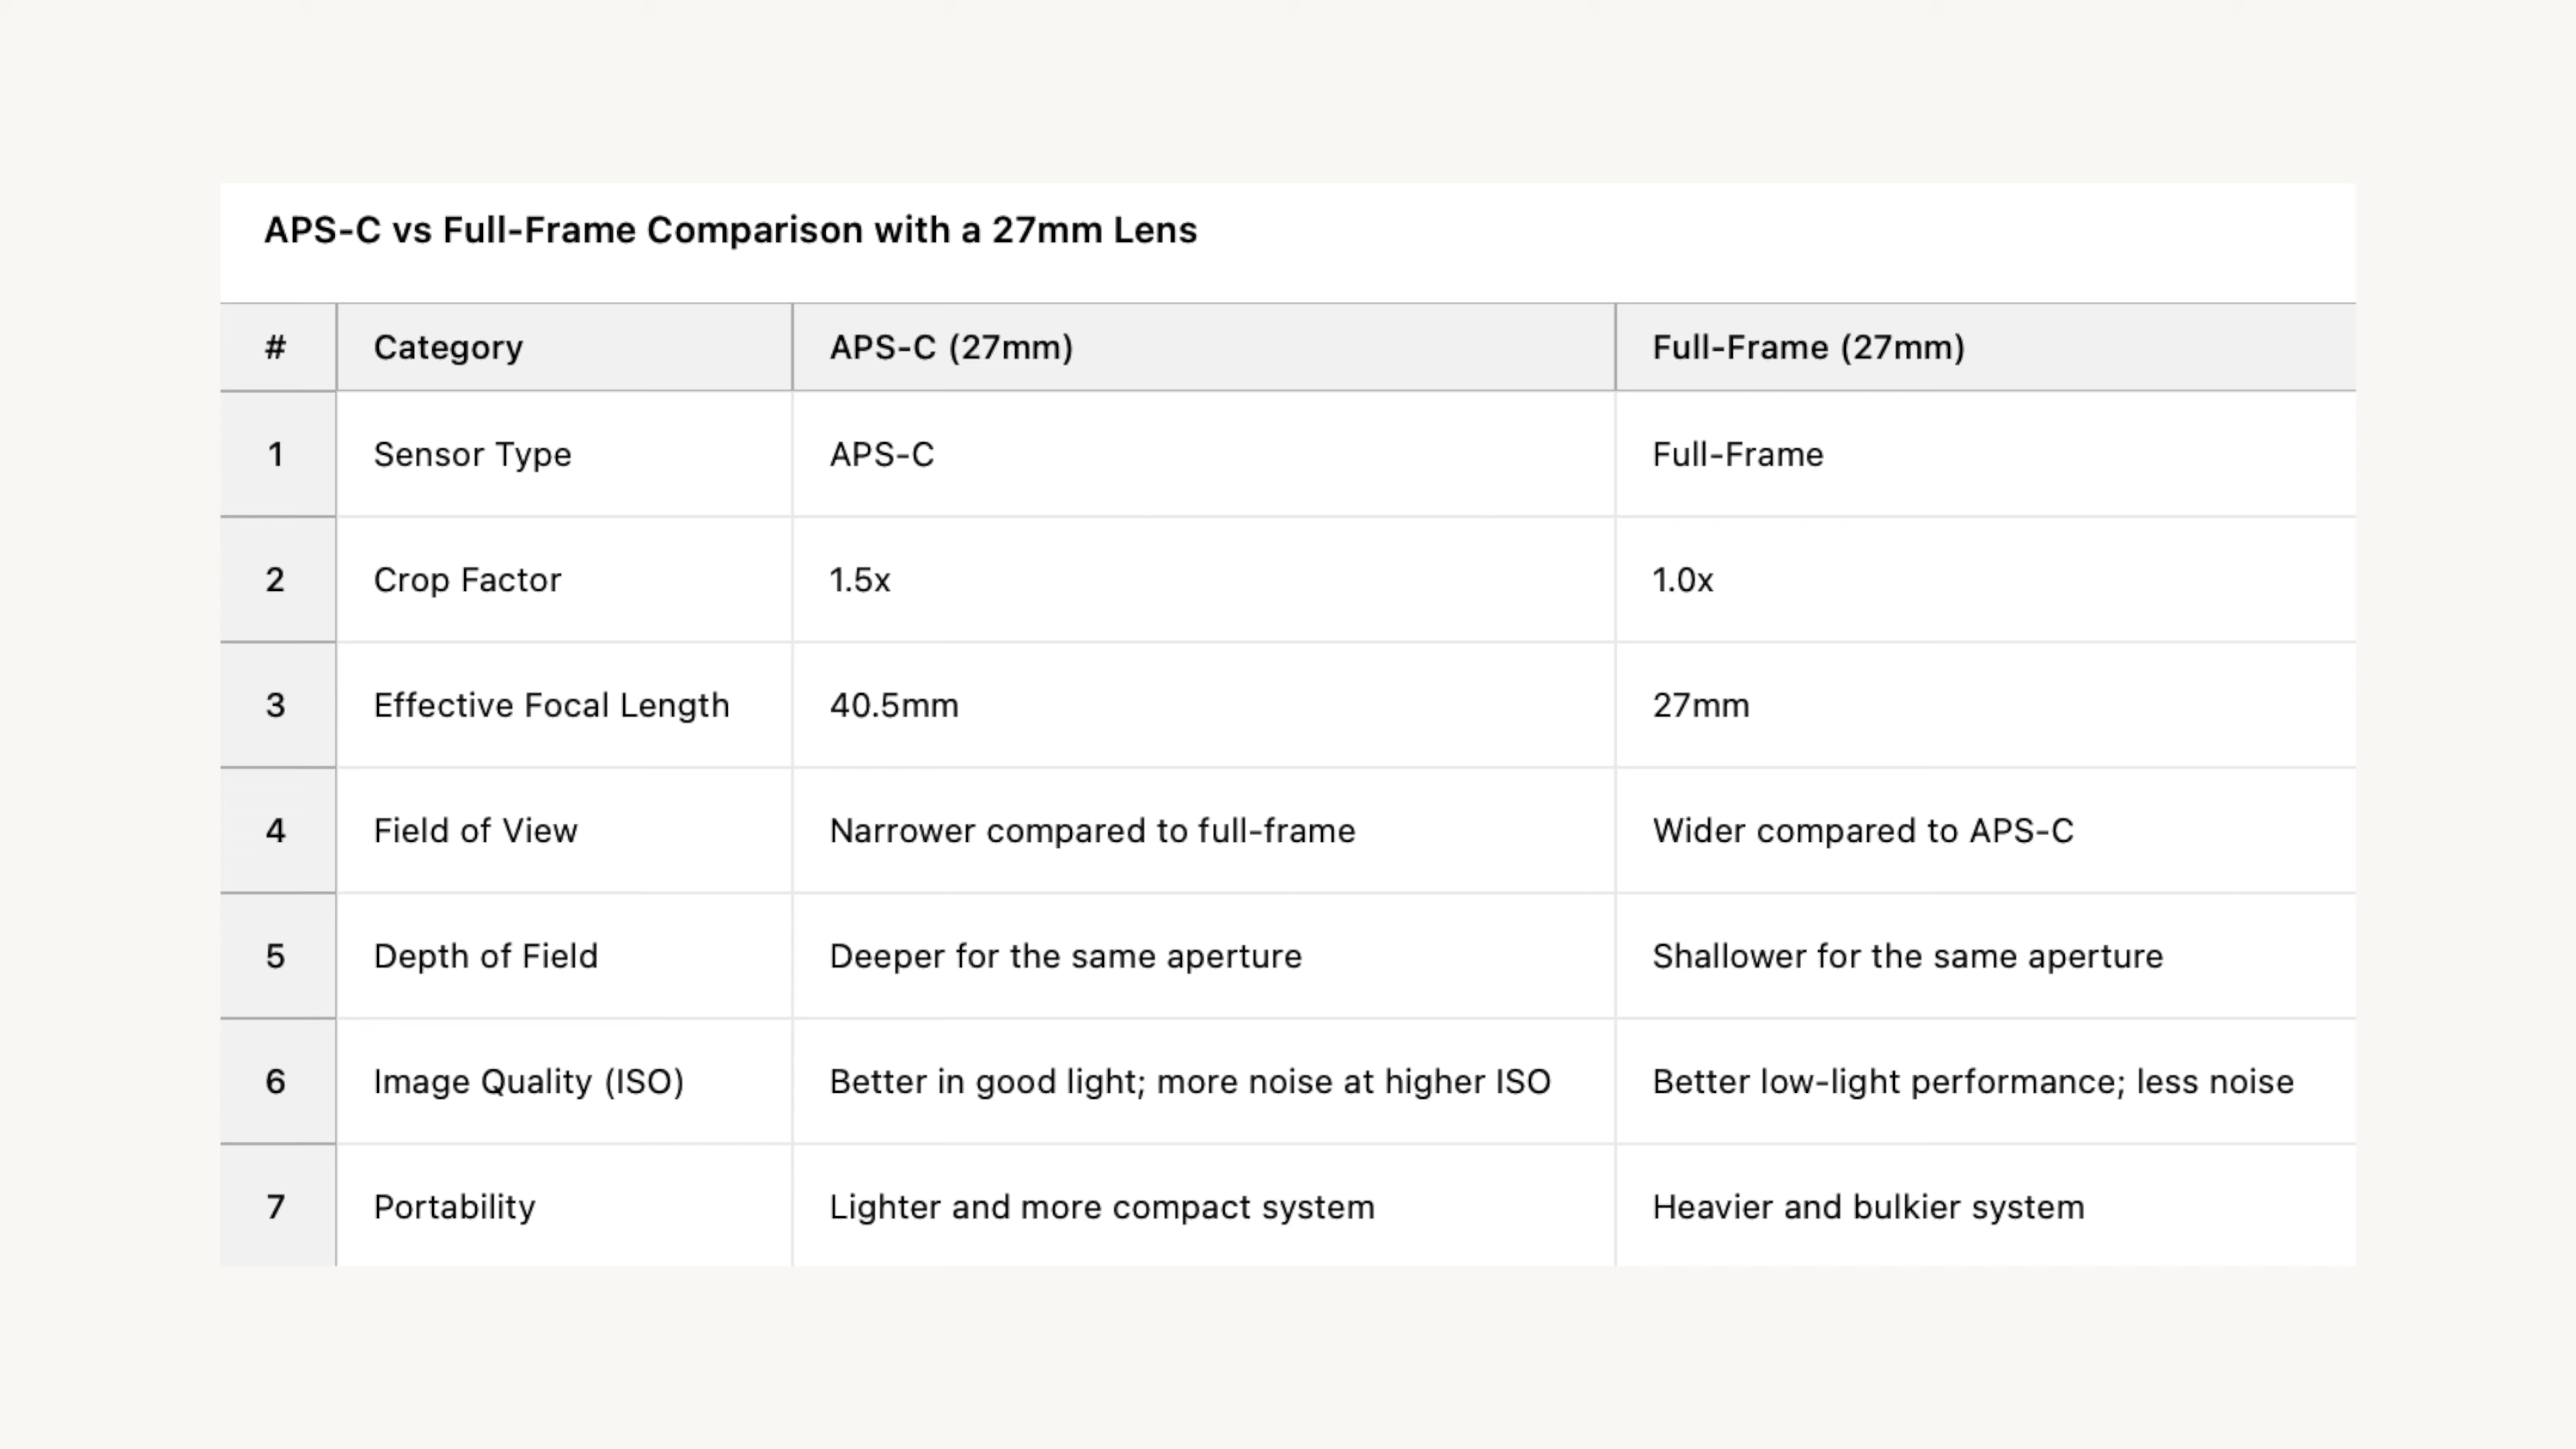 APS-C vs Full-Frame Comparison with a 27mm Lens
# Category APS-C (27mm) Full-Frame (27mm)
1 Sensor Type APS-C Full-Frame
2 Crop Factor 1.5x 1.0x
3 Effective Focal Length 40.5mm 27mm
4 Field of View Narrower compared to full-frame Wider compared to APS-C
5 Depth of Field Deeper for the same aperture Shallower for the same aperture
6 Image Quality (ISO) Better in good light; more noise at higher ISO Better low-light performance; less noise
7 Portability Lighter and more compact system Heavier and bulkier system